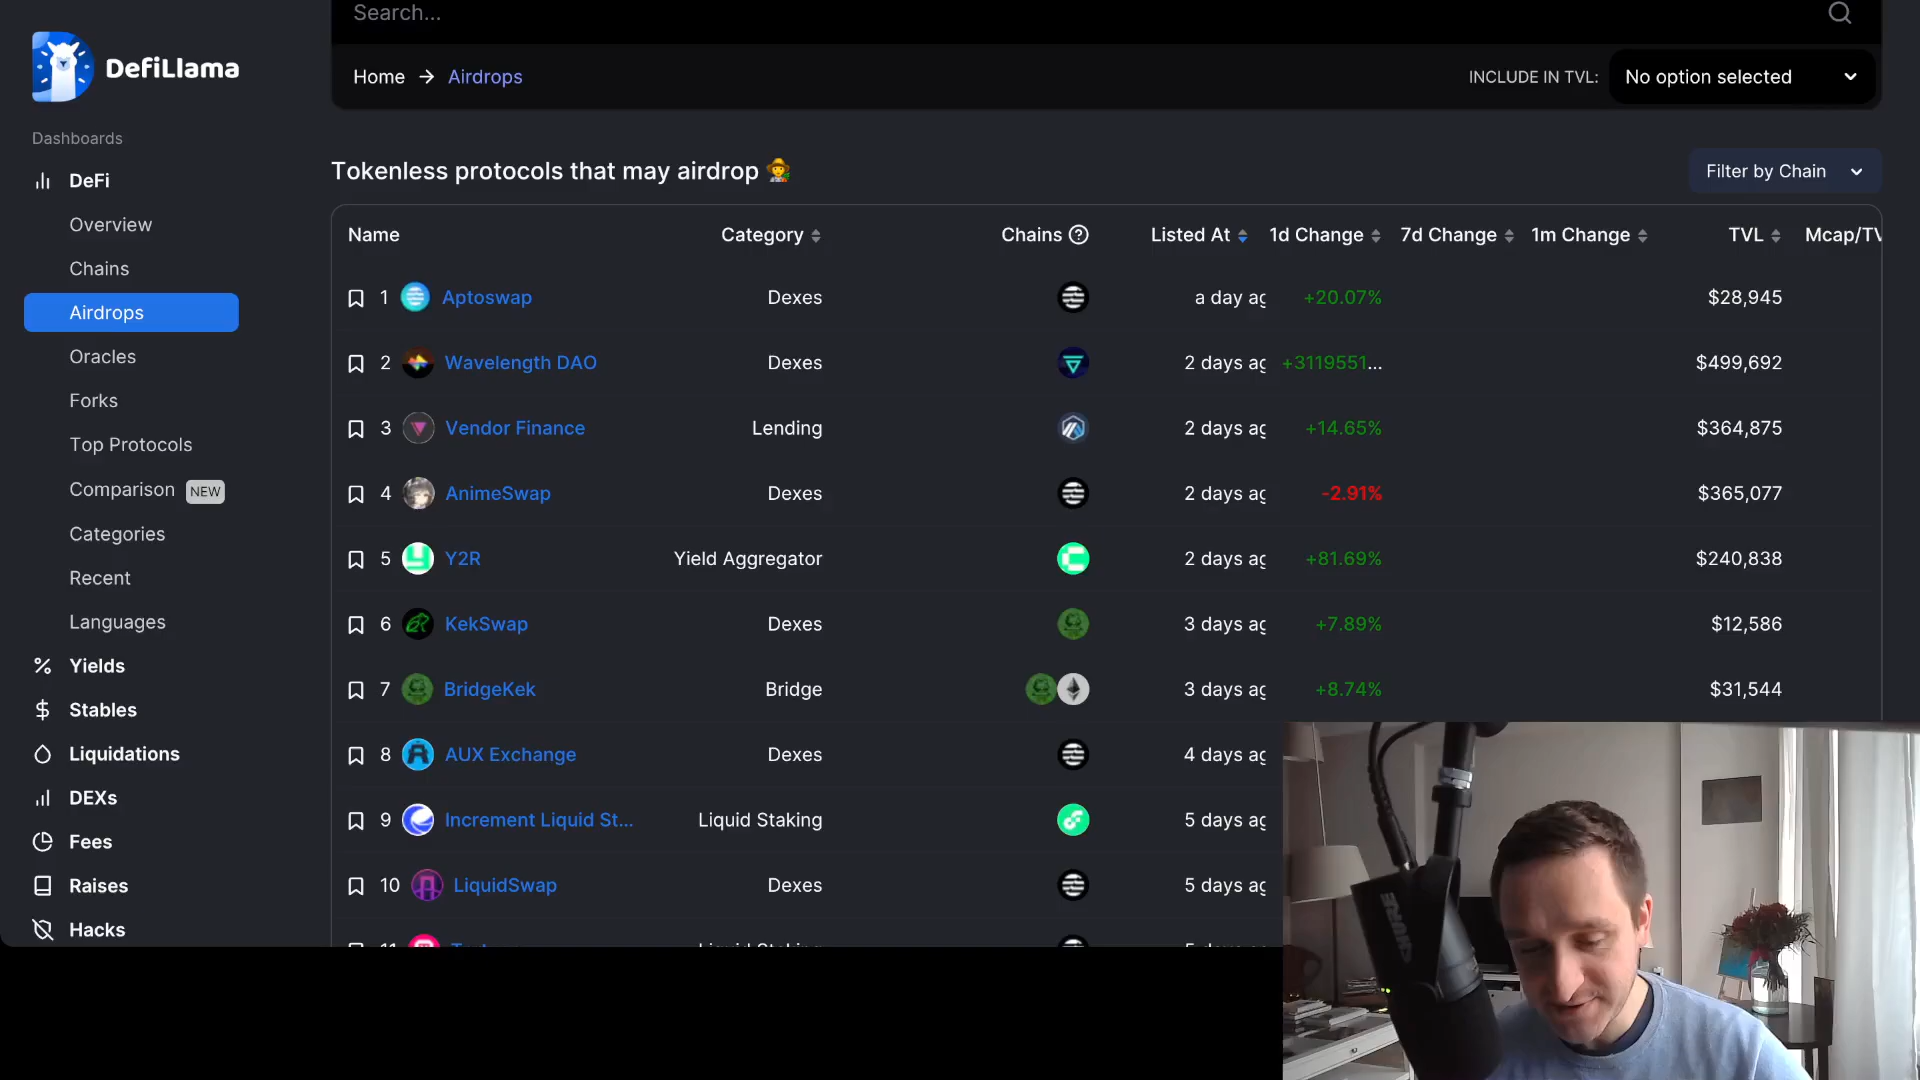 Search...
DefiLlama
Home → Airdrops
INCLUDE IN TVL:
No option selected
Dashboards
DeFi
Overview
Chains
Airdrops
Oracles
Forks
Top Protocols
Comparison NEW
Categories
Recent
Languages
Yields
Stables
Liquidations
DEXs
Fees
Raises
Hacks
Tokenless protocols that may airdrop
Filter by Chain
Name Category Chains Listed At 1d Change 7d Change 1m Change TVL Mcap/TV
1 Aptoswap Dexes a day ag +20.07% $28,945
2 Wavelength DAO Dexes 2 days ag +3119551... $499,692
3 Vendor Finance Lending 2 days ag +14.65% $364,875
4 AnimeSwap Dexes 2 days ag -2.91% $365,077
5 Y2R Yield Aggregator 2 days ag +81.69% $240,838
6 KekSwap Dexes 3 days ag +7.89% $12,586
7 BridgeKek Bridge 3 days ag +8.74% $31,544
8 AUX Exchange Dexes 4 days ag
9 Increment Liquid St... Liquid Staking 5 days ag
10 LiquidSwap Dexes 5 days ag
SHURE